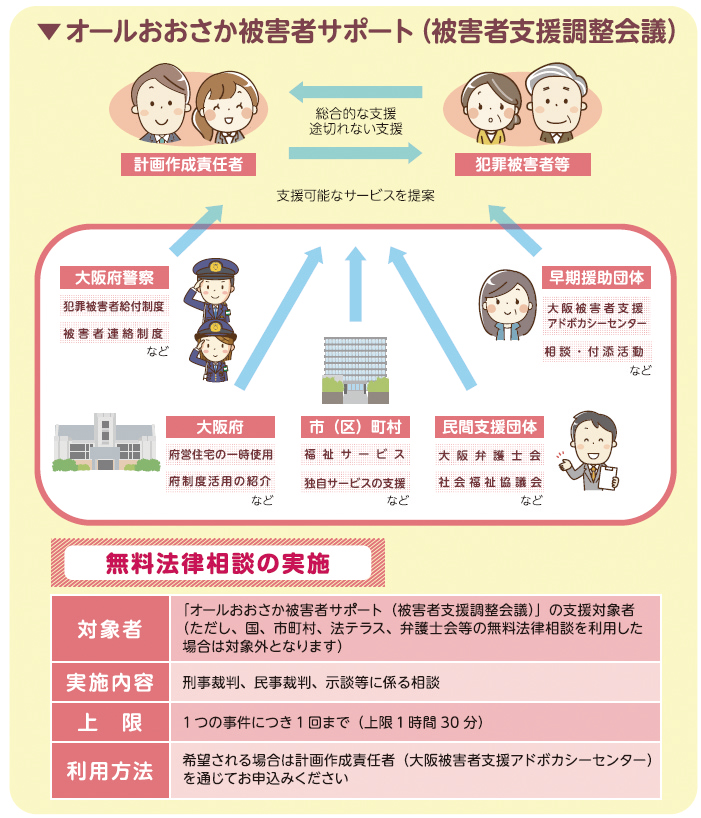 ▼オールおおさか被害者サポート（被害者支援調整会議）
総合的な支援
途切れない支援
計画作成責任者
犯罪被害者等
支援可能なサービスを提案
大阪府警察
犯罪被害者給付制度
被害者連絡制度
など
早期援助団体
大阪被害者支援
アドボカシーセンター
相談・付添活動
など
大阪府
府営住宅の一時使用
府制度活用の紹介
など
市（区）町村
福祉サービス
独自サービスの支援
など
民間支援団体
大阪弁護士会
社会福祉協議会
など
無料法律相談の実施
対象者
「オールおおさか被害者サポート（被害者支援調整会議）」の支援対象者
（ただし、国、市町村、法テラス、弁護士会等の無料法律相談を利用した
場合は対象外となります）
実施内容
刑事裁判、民事裁判、示談等に係る相談
上　限
1つの事件につき1回まで（上限1時間30分）
利用方法
希望される場合は計画作成責任者（大阪被害者支援アドボカシーセンター）
を通じてお申込みください